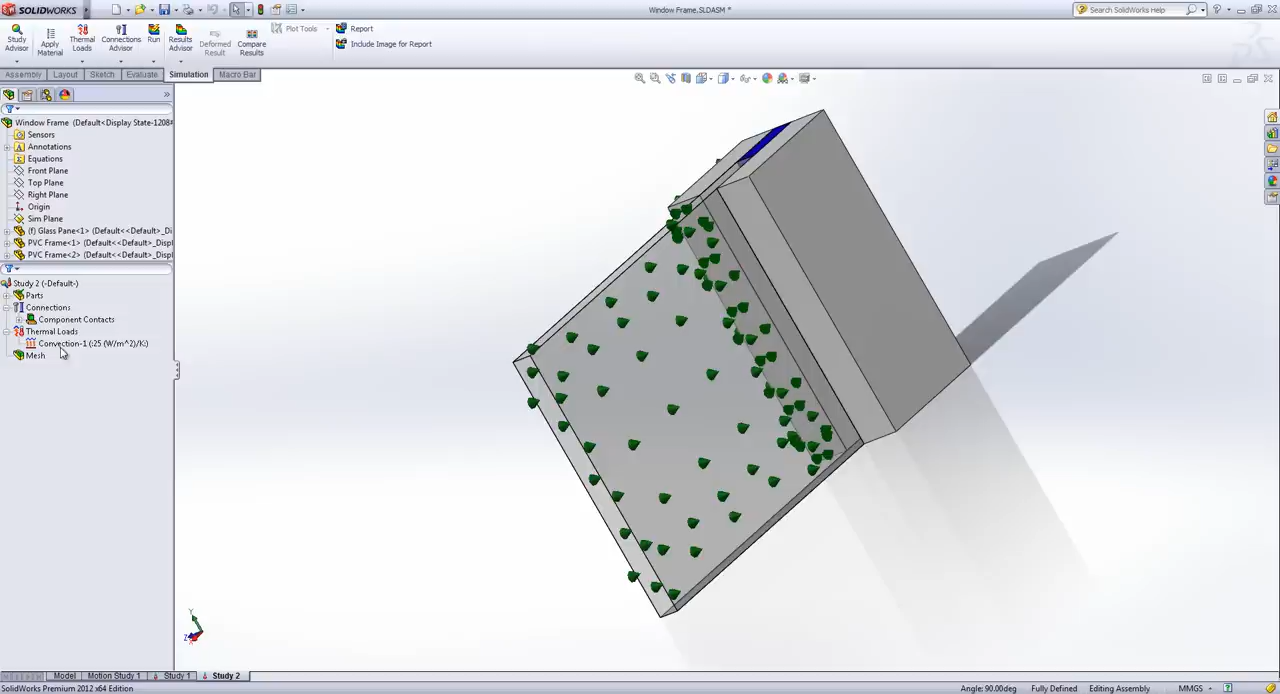 SOLIDWORKS
Window Frame.SLDASM *
Search SolidWorks Help
Study Advisor
Apply Material
Thermal Loads
Connections Advisor
Run
Results Advisor
Deformed Result
Compare Results
Plot Tools
Report
Include Image for Report
Assembly
Layout
Sketch
Evaluate
Simulation
Macro Bar
Window Frame (Default<Display State-1208#
Sensors
Annotations
Equations
Front Plane
Top Plane
Right Plane
Origin
Sim Plane
(f) Glass Pane<1> (Default<<Default>_Di
PVC Frame<1> (Default<<Default>_Displ
PVC Frame<2> (Default<<Default>_Displ
Study 2 (-Default-)
Parts
Connections
Component Contacts
Thermal Loads
Convection-1 (:25 (W/m^2)/K:)
Mesh
Y
Z
X
Model
Motion Study 1
Study 1
Study 2
SolidWorks Premium 2012 x64 Edition
Angle: 90.00deg
Fully Defined
Editing Assembly
MMGS